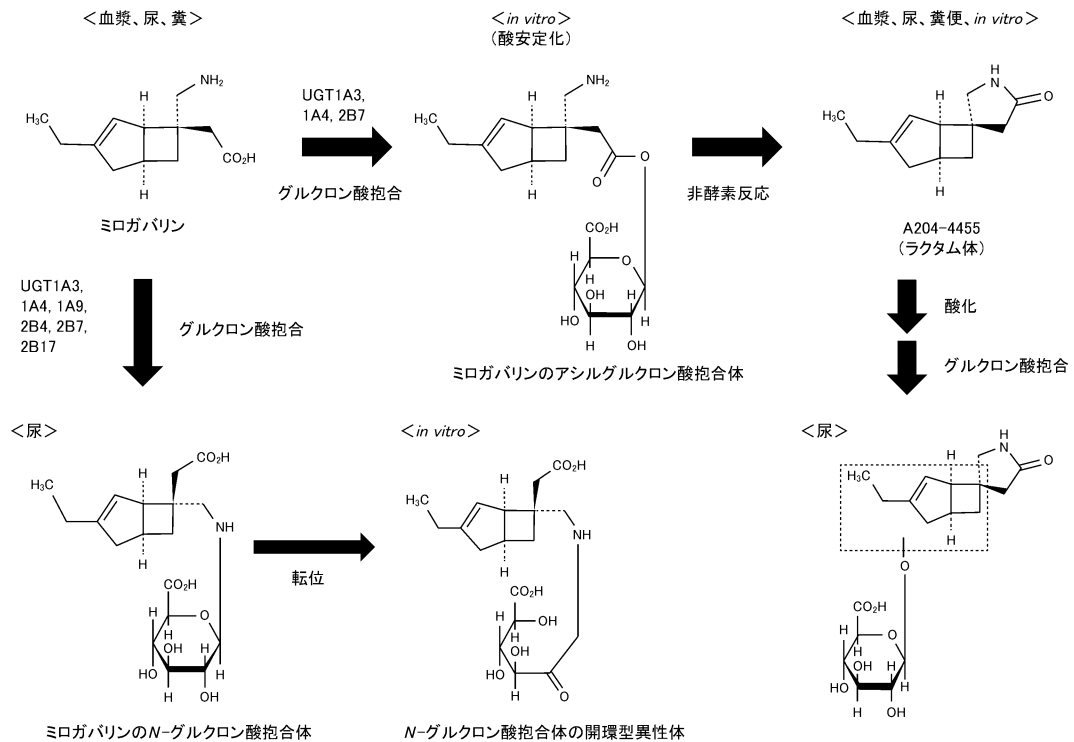 ＜血漿、尿、糞＞
＜in vitro＞
（酸安定化）
＜血漿、尿、糞便、in vitro＞
H
NH2
H3C
CO2H
H
ミロガバリン
UGT1A3,
1A4, 2B7
グルクロン酸抱合
H
NH2
H3C
O
O
H
CO2H
O
H
H
OH
H
HO
H
H
OH
ミロガバリンのアシルグルクロン酸抱合体
非酵素反応
H
N
O
H
H3C
H
A204-4455
（ラクタム体）
酸化
グルクロン酸抱合
UGT1A3,
1A4, 1A9,
2B4, 2B7,
2B17
グルクロン酸抱合
＜尿＞
CO2H
H
H3C
NH
H
CO2H
H
O
H
OH
H
HO
H
OH
H
ミロガバリンのN-グルクロン酸抱合体
転位
＜in vitro＞
CO2H
H
H3C
NH
H
CO2H
H
OH
H
OH
HO
H
O
N-グルクロン酸抱合体の開環型異性体
＜尿＞
H
N
O
H
H3C
H
O
CO2H
H
O
H
OH
H
HO
H
H
OH